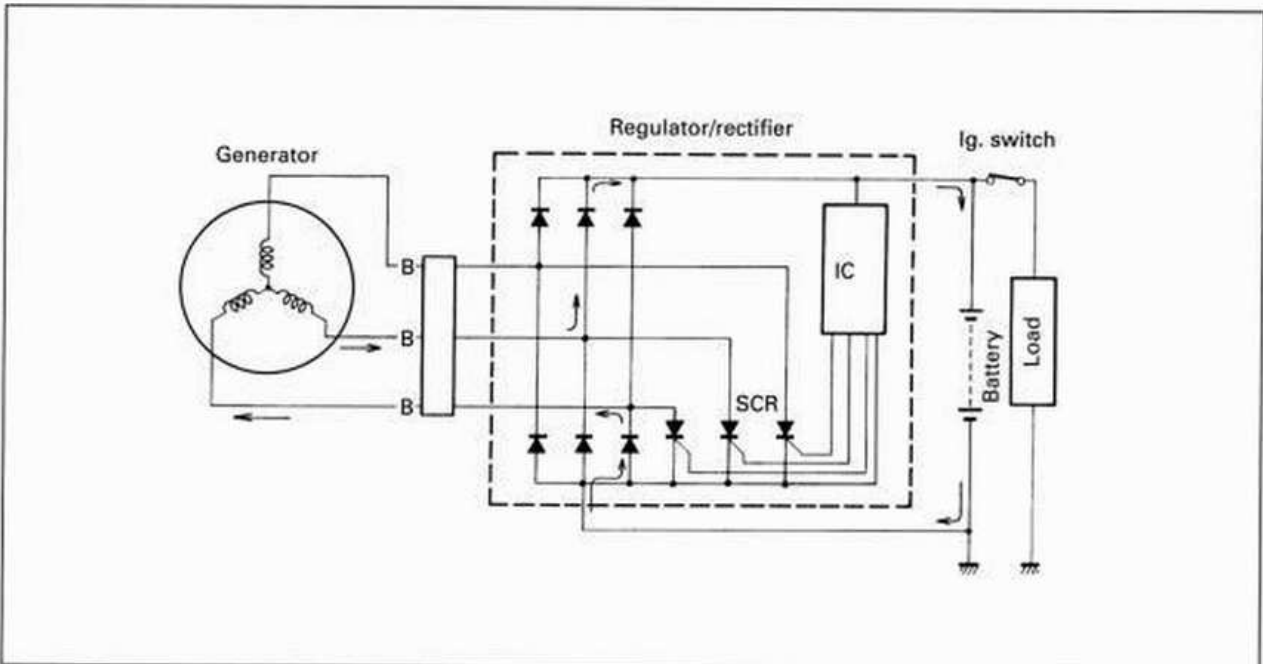 Regulator/rectifier
Ig. switch
Generator
B
IC
B
Battery
Load
SCR
B